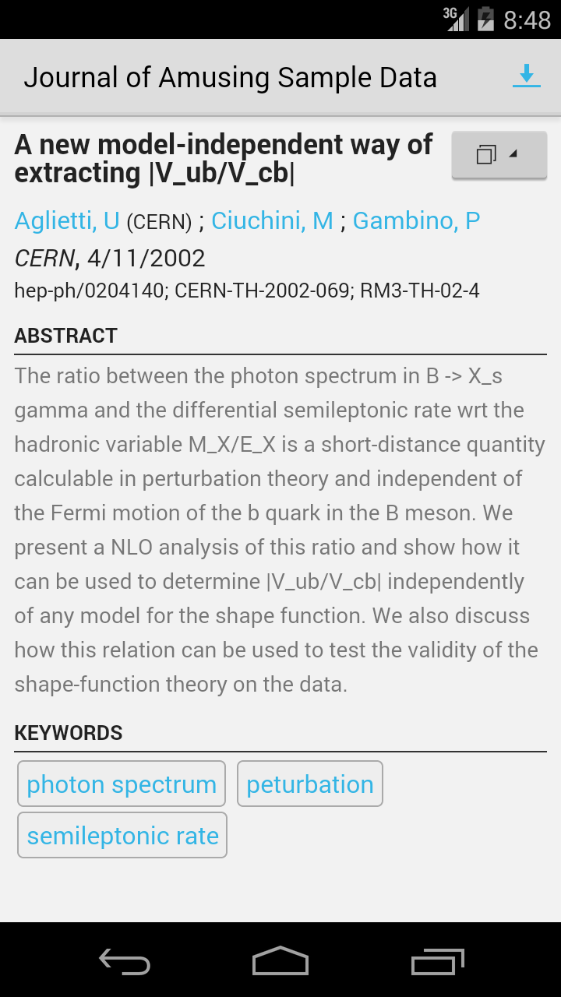 3G 8:48
Journal of Amusing Sample Data
A new model-independent way of
extracting |V_ub/V_cb|
Aglietti, U (CERN) ; Ciuchini, M ; Gambino, P
CERN, 4/11/2002
hep-ph/0204140; CERN-TH-2002-069; RM3-TH-02-4
ABSTRACT
The ratio between the photon spectrum in B -> X_s
gamma and the differential semileptonic rate wrt the
hadronic variable M_X/E_X is a short-distance quantity
calculable in perturbation theory and independent of
the Fermi motion of the b quark in the B meson. We
present a NLO analysis of this ratio and show how it
can be used to determine |V_ub/V_cb| independently
of any model for the shape function. We also discuss
how this relation can be used to test the validity of the
shape-function theory on the data.
KEYWORDS
photon spectrum peturbation
semileptonic rate